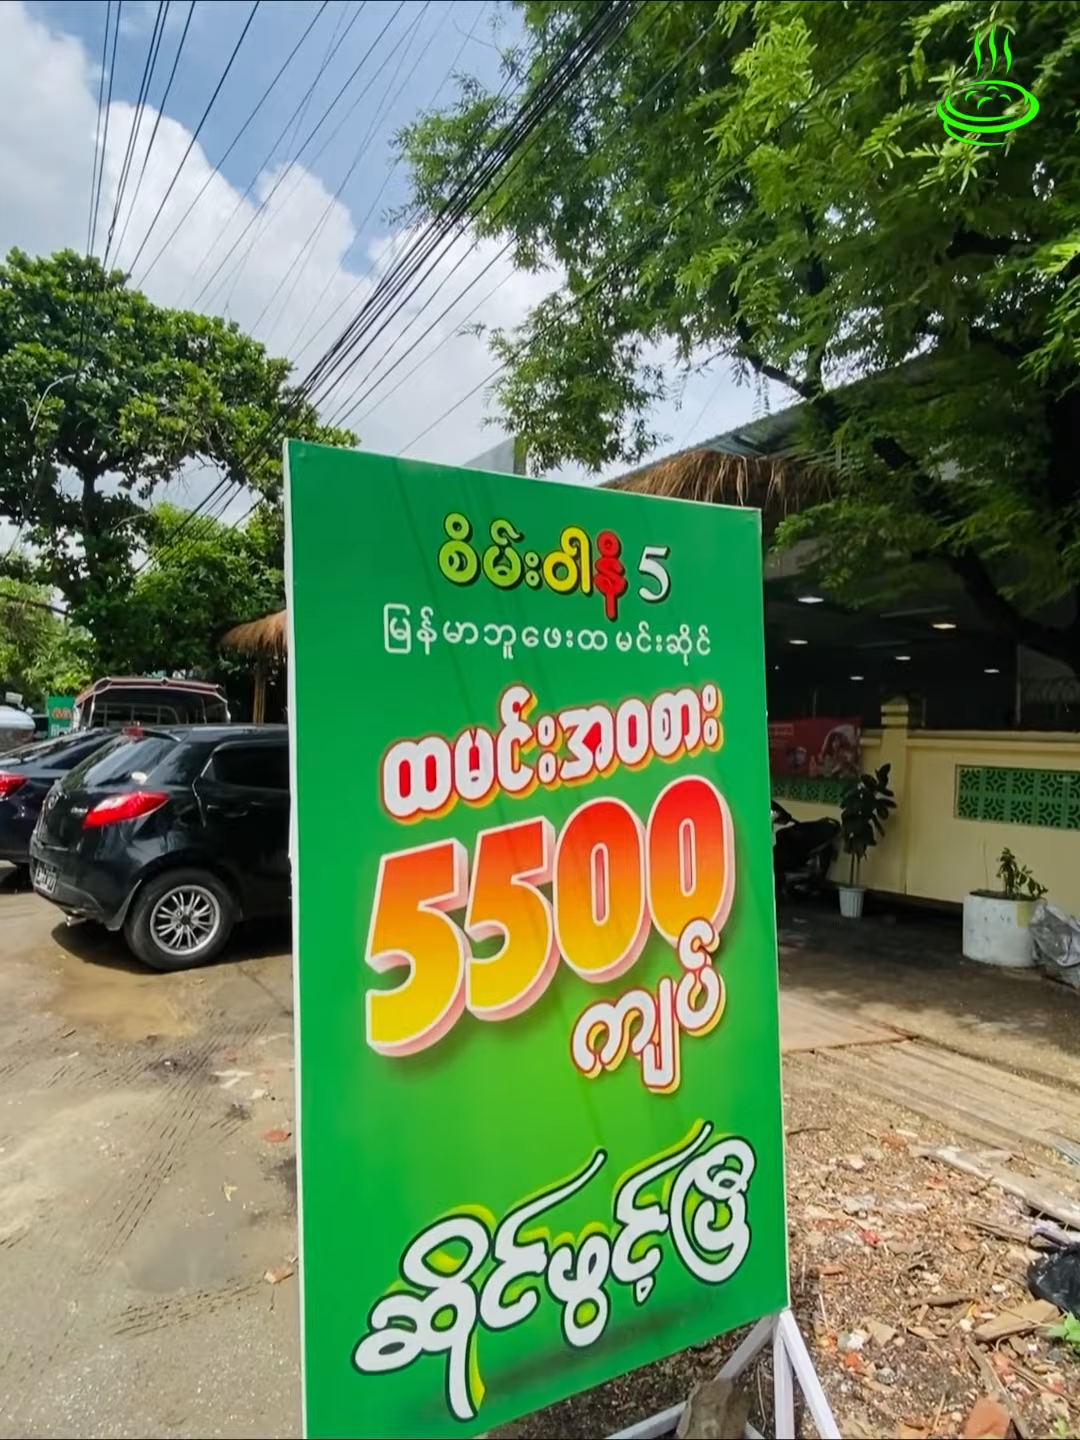 စိမ်းဝါနီ 5
မြန်မာဘူဖေးထမင်းဆိုင်
ထမင်းအဝစား
5500
ကျပ်
ဆိုင်ဖွင့်ပြီ